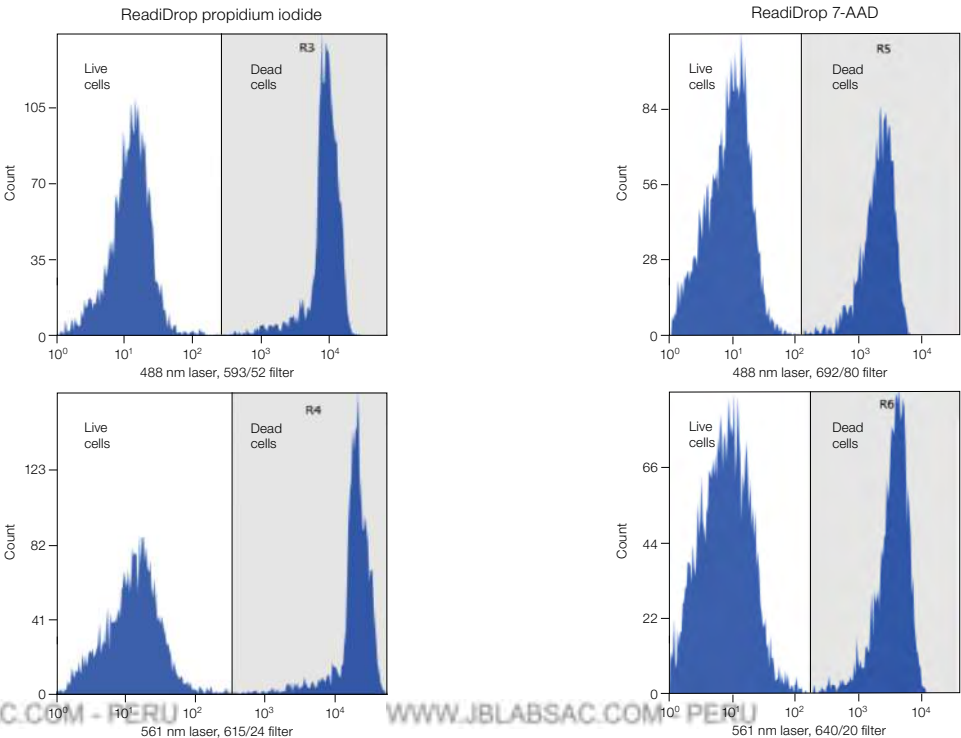 ReadiDrop propidium iodide
R3
Live
cells
Dead
cells
105
70
35
0
Count
10⁰
10¹
10²
10³
10⁴
488 nm laser, 593/52 filter
ReadiDrop 7-AAD
R5
Live
cells
Dead
cells
84
56
28
0
Count
10⁰
10¹
10²
10³
10⁴
488 nm laser, 692/80 filter
R4
Live
cells
Dead
cells
123
82
41
0
Count
10⁰
10¹
10²
10³
10⁴
561 nm laser, 615/24 filter
R6
Live
cells
Dead
cells
66
44
22
0
Count
10⁰
10¹
10²
10³
10⁴
561 nm laser, 640/20 filter
C.COM - PERU
WWW.JBLABSAC.COM - PERU